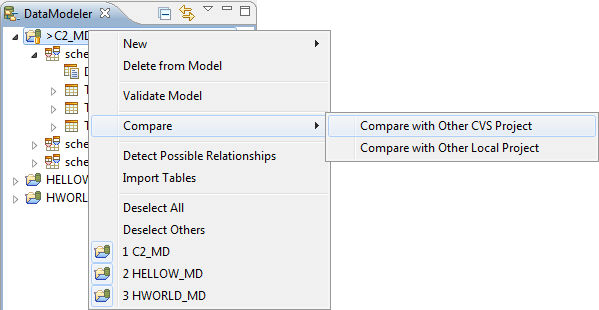 DataModeler
>C2_MD
sche
D
T
T
T
sche
sche
HELLOW
HWORL
New
Delete from Model
Validate Model
Compare
Detect Possible Relationships
Import Tables
Deselect All
Deselect Others
1 C2_MD
2 HELLOW_MD
3 HWORLD_MD
Compare with Other CVS Project
Compare with Other Local Project